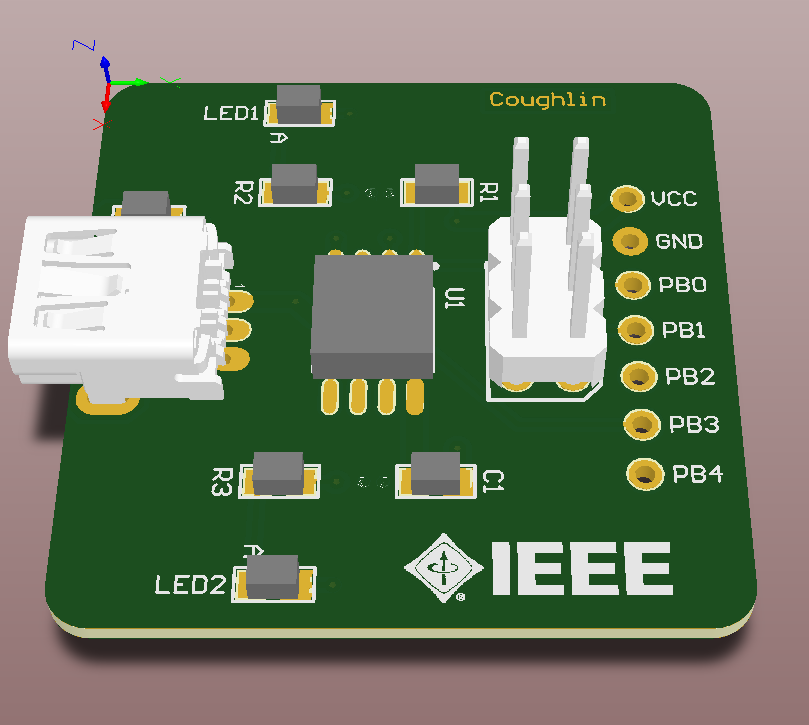 Z
X
Y
Coughlin
LED1
A
R2
R1
VCC
GND
PB0
U1
PB1
PB2
PB3
R3
C1
PB4
A
LED2
IEEE
®